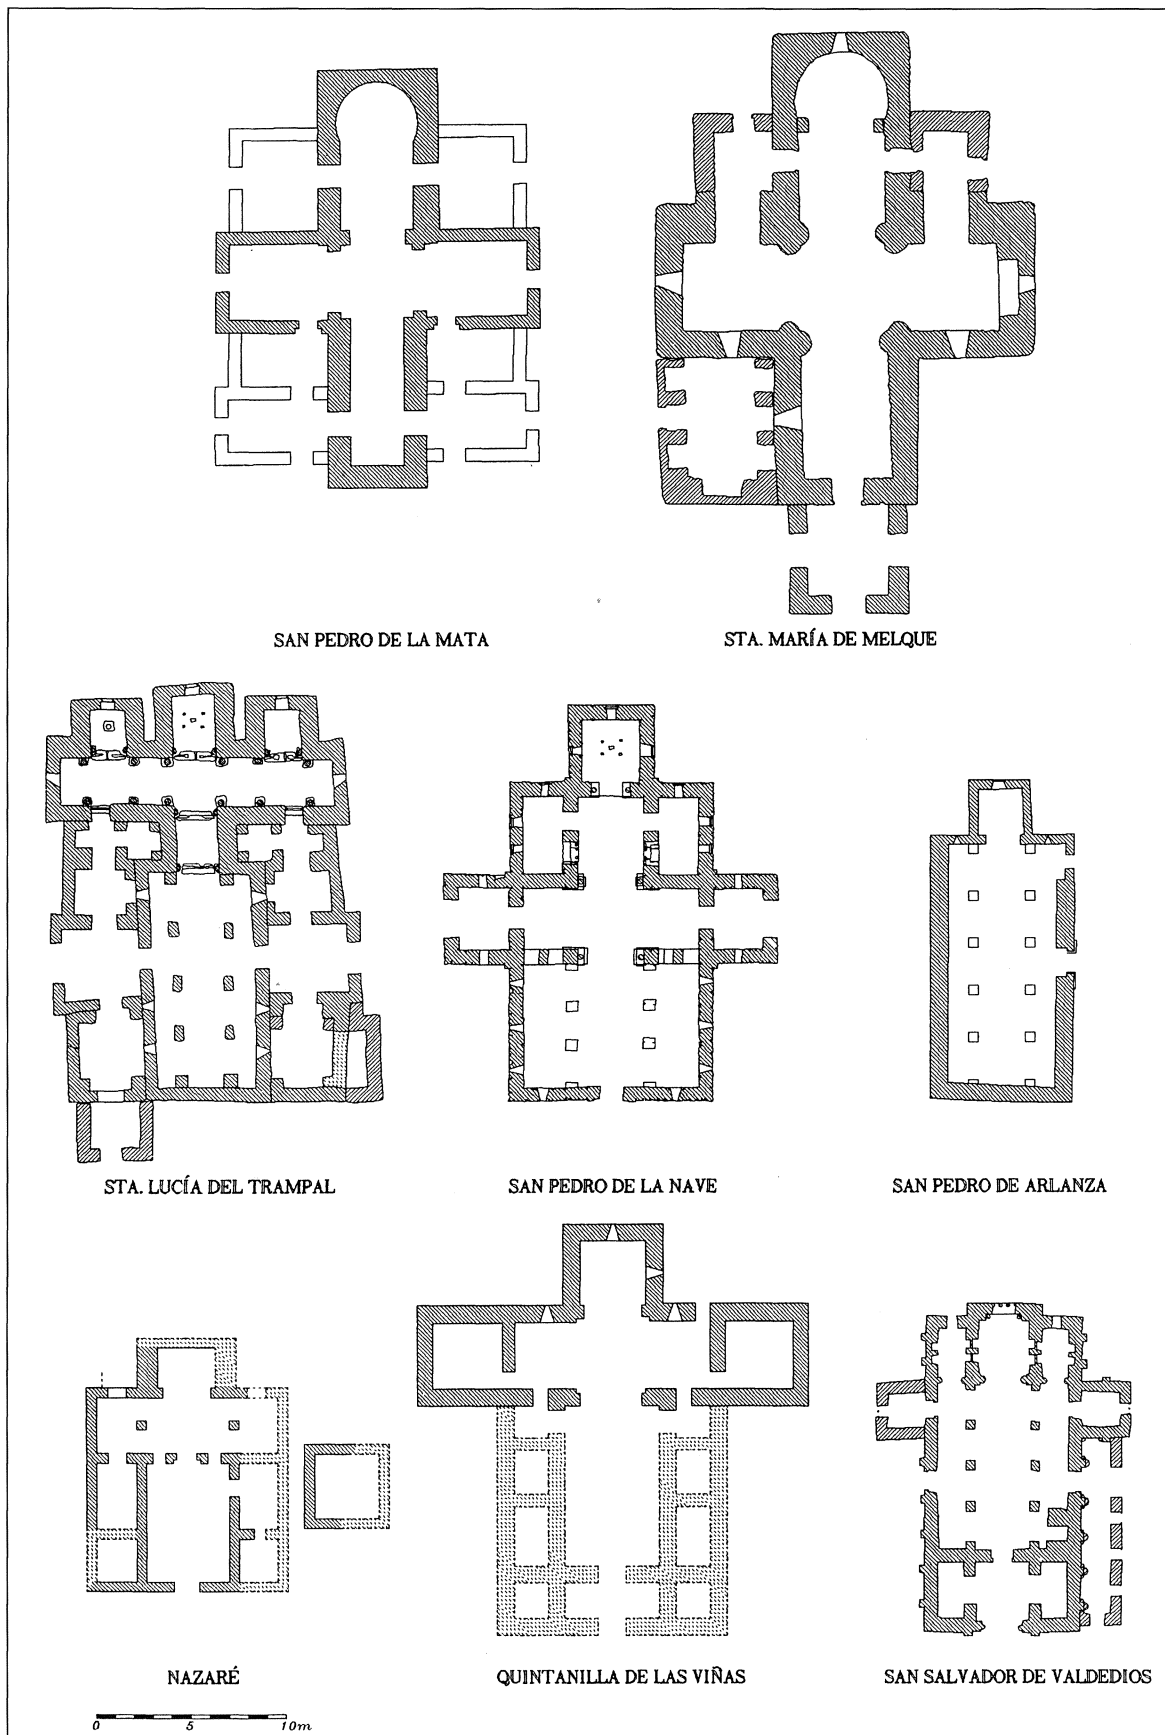 SAN PEDRO DE LA MATA
STA. MARÍA DE MELQUE
STA. LUCÍA DEL TRAMPAL
SAN PEDRO DE LA NAVE
SAN PEDRO DE ARLANZA
NAZARÉ
QUINTANILLA DE LAS VIÑAS
SAN SALVADOR DE VALDEDIOS
0 5 10m